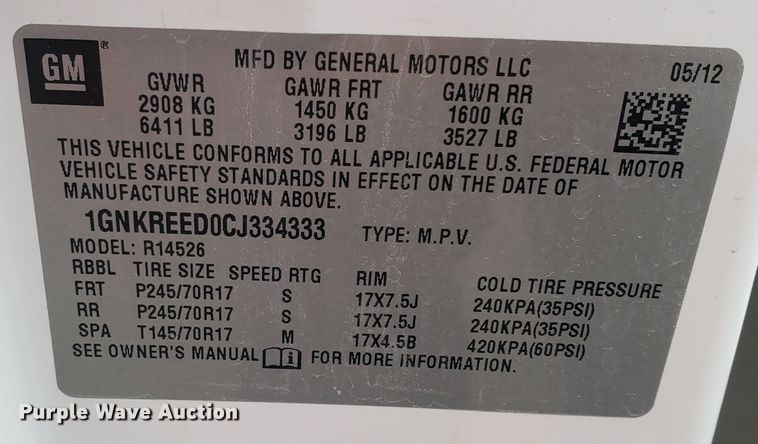 GM
MFD BY GENERAL MOTORS LLC 05/12
GVWR GAWR FRT GAWR RR
2908 KG 1450 KG 1600 KG
6411 LB 3196 LB 3527 LB
THIS VEHICLE CONFORMS TO ALL APPLICABLE U.S. FEDERAL MOTOR
VEHICLE SAFETY STANDARDS IN EFFECT ON THE DATE OF
MANUFACTURE SHOWN ABOVE.
1GNKREED0CJ334333 TYPE: M.P.V.
MODEL: R14526
RBBL TIRE SIZE SPEED RTG RIM COLD TIRE PRESSURE
FRT P245/70R17 S 17X7.5J 240KPA(35PSI)
RR P245/70R17 S 17X7.5J 240KPA(35PSI)
SPA T145/70R17 M 17X4.5B 420KPA(60PSI)
SEE OWNER'S MANUAL FOR MORE INFORMATION.
Purple Wave Auction